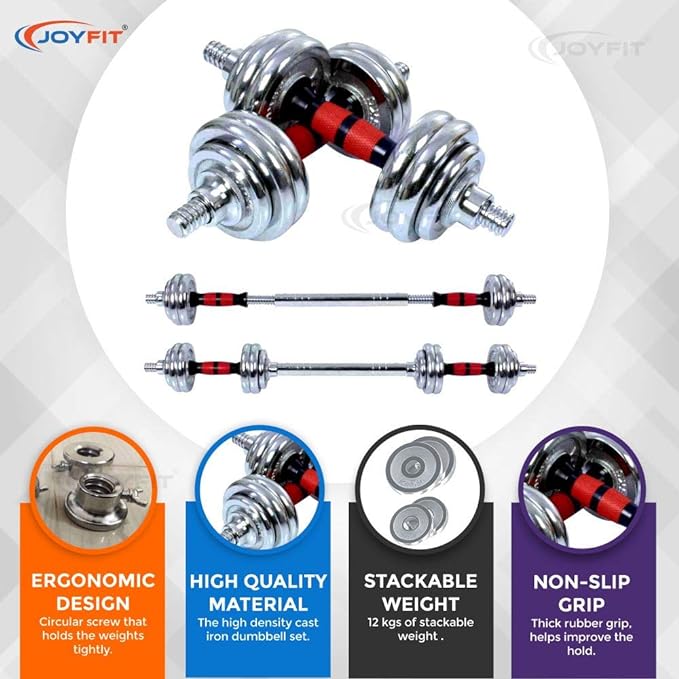 JOYFIT®
JOYFIT
JOYFIT
JOYFIT
ERGONOMIC
DESIGN
Circular screw that
holds the weights
tightly.
HIGH QUALITY
MATERIAL
The high density cast
iron dumbbell set.
STACKABLE
WEIGHT
12 kgs of stackable
weight .
NON-SLIP
GRIP
Thick rubber grip,
helps improve the
hold.